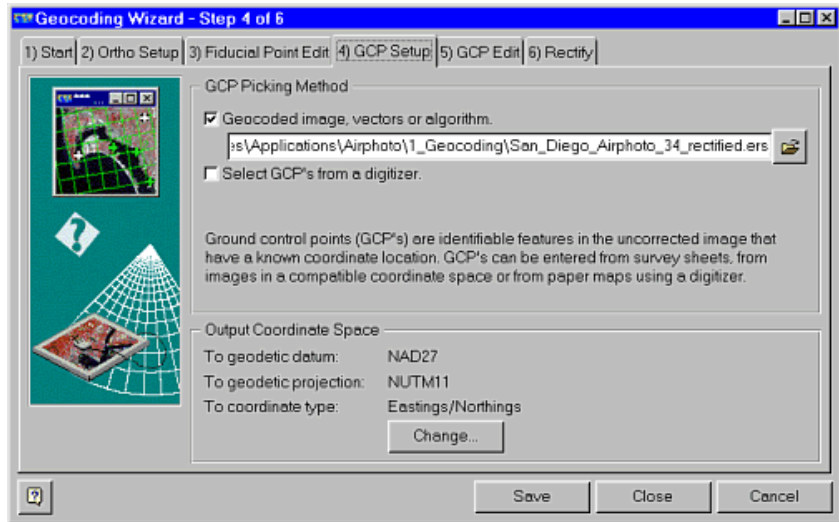 Geocoding Wizard - Step 4 of 6
1) Start 2) Ortho Setup 3) Fiducial Point Edit 4) GCP Setup 5) GCP Edit 6) Rectify
GCP Picking Method
Geocoded image, vectors or algorithm.
es\Applications\Airphoto\1_Geocoding\San_Diego_Airphoto_34_rectified.ers
Select GCP's from a digitizer.
Ground control points (GCP's) are identifiable features in the uncorrected image that
have a known coordinate location. GCP's can be entered from survey sheets, from
images in a compatible coordinate space or from paper maps using a digitizer.
Output Coordinate Space
To geodetic datum: NAD27
To geodetic projection: NUTM11
To coordinate type: Eastings/Northings
Change...
Save Close Cancel